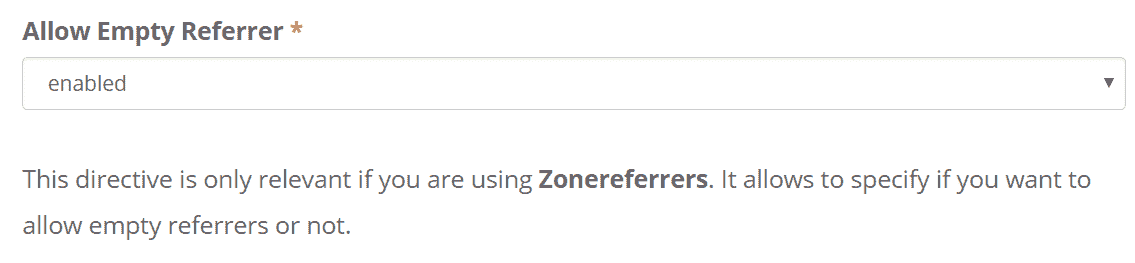 Allow Empty Referrer *
enabled
This directive is only relevant if you are using Zonereferrers. It allows to specify if you want to
allow empty referrers or not.